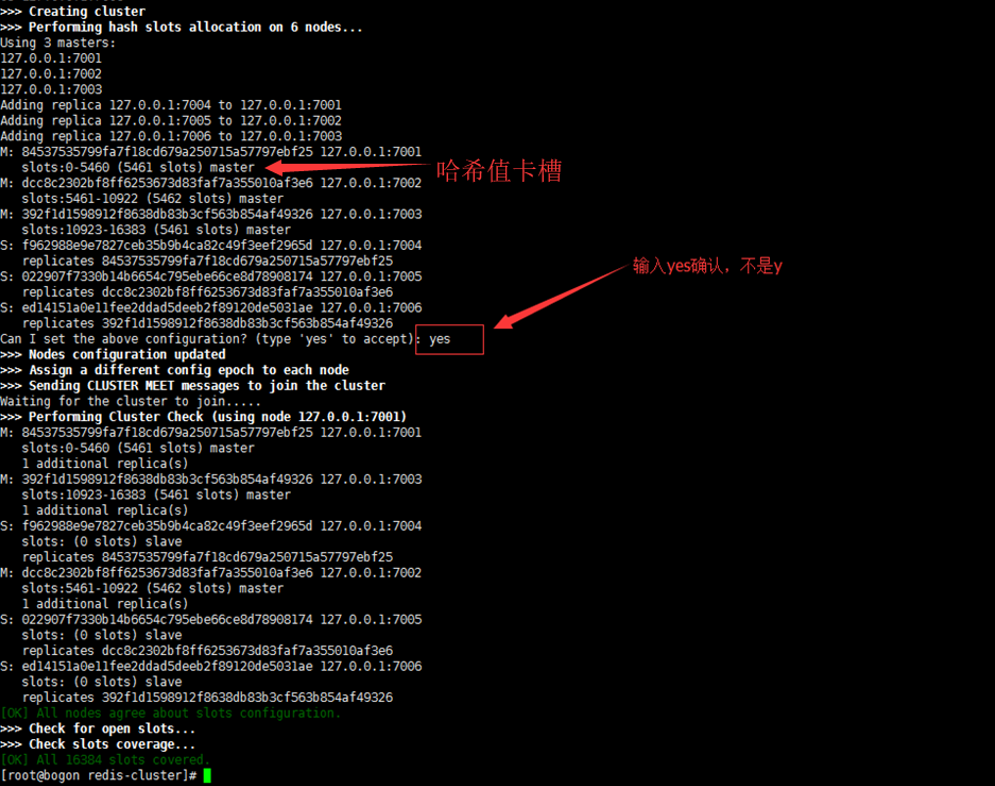 >>> Creating cluster
>>> Performing hash slots allocation on 6 nodes...
Using 3 masters:
127.0.0.1:7001
127.0.0.1:7002
127.0.0.1:7003
Adding replica 127.0.0.1:7004 to 127.0.0.1:7001
Adding replica 127.0.0.1:7005 to 127.0.0.1:7002
Adding replica 127.0.0.1:7006 to 127.0.0.1:7003
M: 84537535799fa7f18cd679a250715a57797ebf25 127.0.0.1:7001
slots:0-5460 (5461 slots) master
哈希值卡槽
M: dcc8c2302bf8ff6253673d83faf7a355010af3e6 127.0.0.1:7002
slots:5461-10922 (5462 slots) master
M: 392f1d1598912f8638db83b3cf563b854af49326 127.0.0.1:7003
slots:10923-16383 (5461 slots) master
S: f962988e9e7827ceb35b9b4ca82c49f3eef2965d 127.0.0.1:7004
replicates 84537535799fa7f18cd679a250715a57797ebf25
输入yes确认，不是y
S: 022907f7330b14b6654c795ebe66ce8d78908174 127.0.0.1:7005
replicates dcc8c2302bf8ff6253673d83faf7a355010af3e6
S: ed14151a0e11fee2ddad5deeb2f89120de5031ae 127.0.0.1:7006
replicates 392f1d1598912f8638db83b3cf563b854af49326
Can I set the above configuration? (type 'yes' to accept): yes
>>> Nodes configuration updated
>>> Assign a different config epoch to each node
>>> Sending CLUSTER MEET messages to join the cluster
Waiting for the cluster to join.....
>>> Performing Cluster Check (using node 127.0.0.1:7001)
M: 84537535799fa7f18cd679a250715a57797ebf25 127.0.0.1:7001
slots:0-5460 (5461 slots) master
1 additional replica(s)
M: 392f1d1598912f8638db83b3cf563b854af49326 127.0.0.1:7003
slots:10923-16383 (5461 slots) master
1 additional replica(s)
S: f962988e9e7827ceb35b9b4ca82c49f3eef2965d 127.0.0.1:7004
slots: (0 slots) slave
replicates 84537535799fa7f18cd679a250715a57797ebf25
M: dcc8c2302bf8ff6253673d83faf7a355010af3e6 127.0.0.1:7002
slots:5461-10922 (5462 slots) master
1 additional replica(s)
S: 022907f7330b14b6654c795ebe66ce8d78908174 127.0.0.1:7005
slots: (0 slots) slave
replicates dcc8c2302bf8ff6253673d83faf7a355010af3e6
S: ed14151a0e11fee2ddad5deeb2f89120de5031ae 127.0.0.1:7006
slots: (0 slots) slave
replicates 392f1d1598912f8638db83b3cf563b854af49326
[OK] All nodes agree about slots configuration.
>>> Check for open slots...
>>> Check slots coverage...
[OK] All 16384 slots covered.
[root@bogon redis-cluster]#